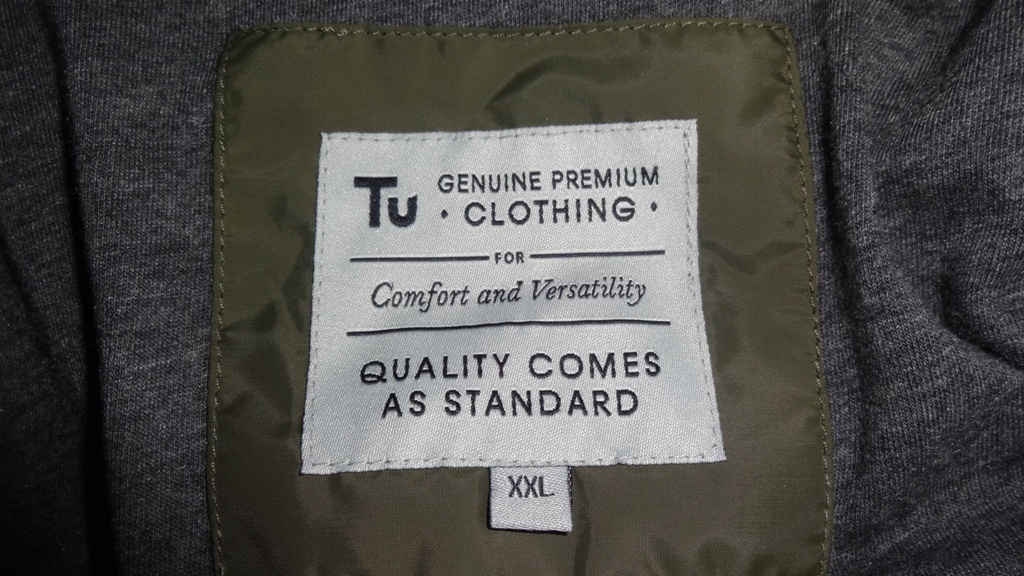 Tu GENUINE PREMIUM
• CLOTHING •
FOR
Comfort and Versatility
QUALITY COMES
AS STANDARD
XXL